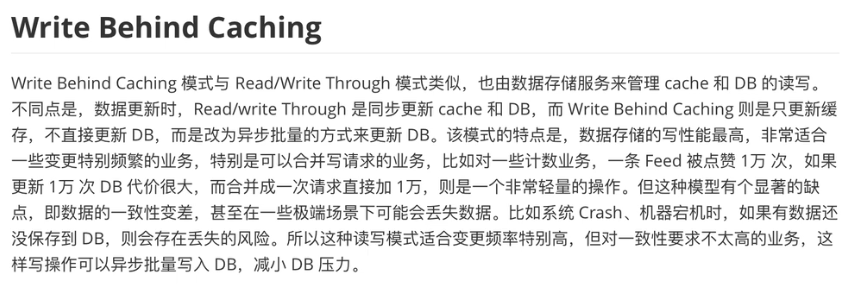 Write Behind Caching
Write Behind Caching 模式与 Read/Write Through 模式类似，也由数据存储服务来管理 cache 和 DB 的读写。
不同点是，数据更新时，Read/write Through 是同步更新 cache 和 DB，而 Write Behind Caching 则是只更新缓
存，不直接更新 DB，而是改为异步批量的方式来更新 DB。该模式的特点是，数据存储的写性能最高，非常适合
一些变更特别频繁的业务，特别是可以合并写请求的业务，比如对一些计数业务，一条 Feed 被点赞 1万 次，如果
更新 1万 次 DB 代价很大，而合并成一次请求直接加 1万，则是一个非常轻量的操作。但这种模型有个显著的缺
点，即数据的一致性变差，甚至在一些极端场景下可能会丢失数据。比如系统 Crash、机器宕机时，如果有数据还
没保存到 DB，则会存在丢失的风险。所以这种读写模式适合变更频率特别高，但对一致性要求不太高的业务，这
样写操作可以异步批量写入 DB，减小 DB 压力。